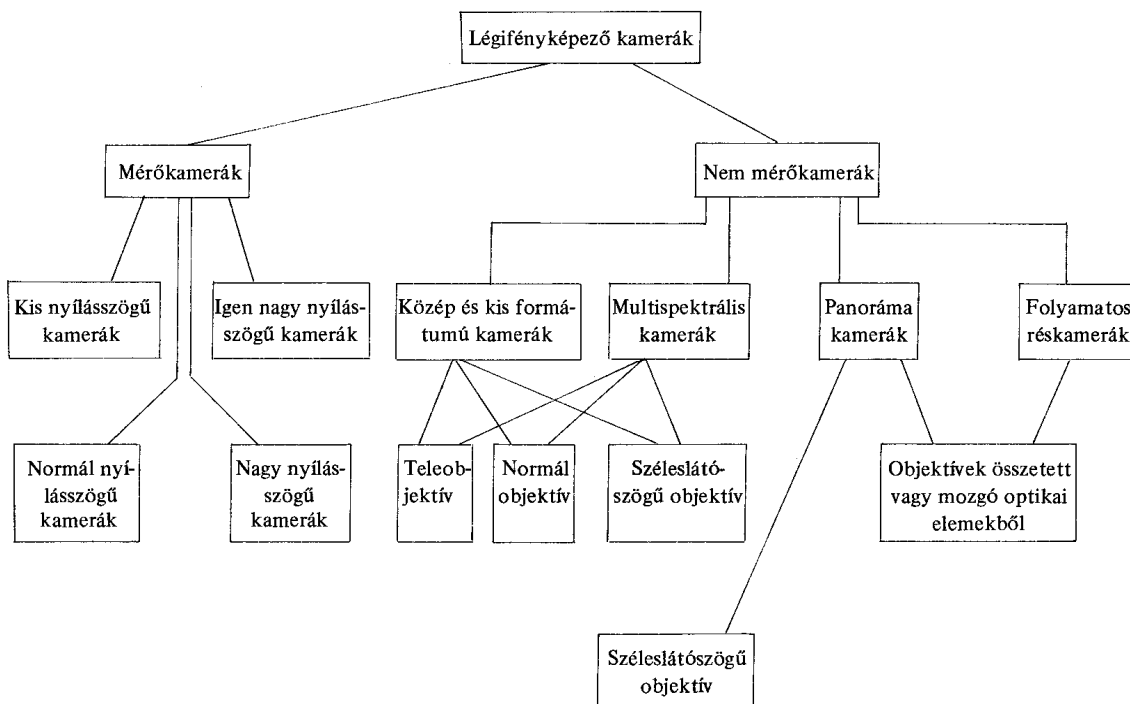 Légifényképező kamerák
Mérőkamerák
Nem mérőkamerák
Kis nyílásszögű
kamerák
Igen nagy nyílás-
szögű kamerák
Közép és kis formá-
tumú kamerák
Multispektrális
kamerák
Panoráma
kamerák
Folyamatos
réskamerák
Normál nyí-
lásszögű
kamerák
Nagy nyílás-
szögű
kamerák
Teleob-
jektív
Normál
objektív
Széleslátó-
szögű objektív
Objektívek összetett
vagy mozgó optikai
elemekből
Széleslátószögű
objektív